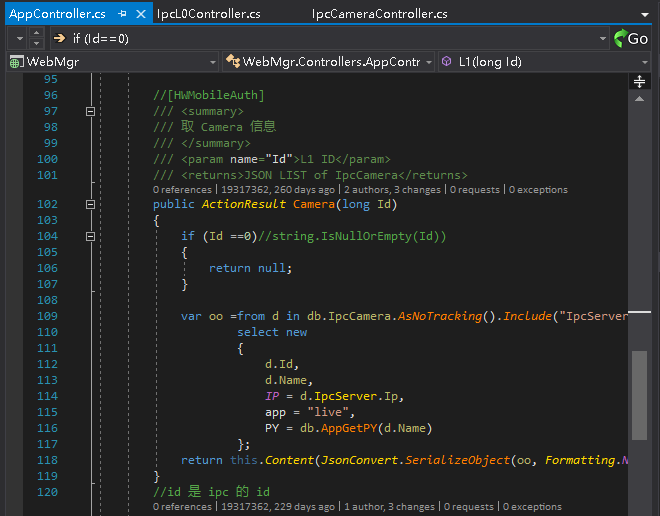 AppController.cs IpcL0Controller.cs IpcCameraController.cs
if (Id==0) Go
WebMgr WebMgr.Controllers.AppContr L1(long Id)
95
96 //[HWMobileAuth]
97 /// <summary>
98 /// 取 Camera 信息
99 /// </summary>
100 /// <param name="Id">L1 ID</param>
101 /// <returns>JSON LIST of IpcCamera</returns>
0 references | 19317362, 260 days ago | 2 authors, 3 changes | 0 requests | 0 exceptions
102 public ActionResult Camera(long Id)
103 {
104 if (Id ==0)//string.IsNullOrEmpty(Id))
105 {
106 return null;
107 }
108
109 var oo =from d in db.IpcCamera.AsNoTracking().Include("IpcServer
110 select new
111 {
112 d.Id,
113 d.Name,
114 IP = d.IpcServer.Ip,
115 app = "live",
116 PY = db.AppGetPY(d.Name)
117 };
118 return this.Content(JsonConvert.SerializeObject(oo, Formatting.N
119 }
120 //id 是 ipc 的 id
0 references | 19317362, 229 days ago | 1 author, 3 changes | 0 requests | 0 exceptions